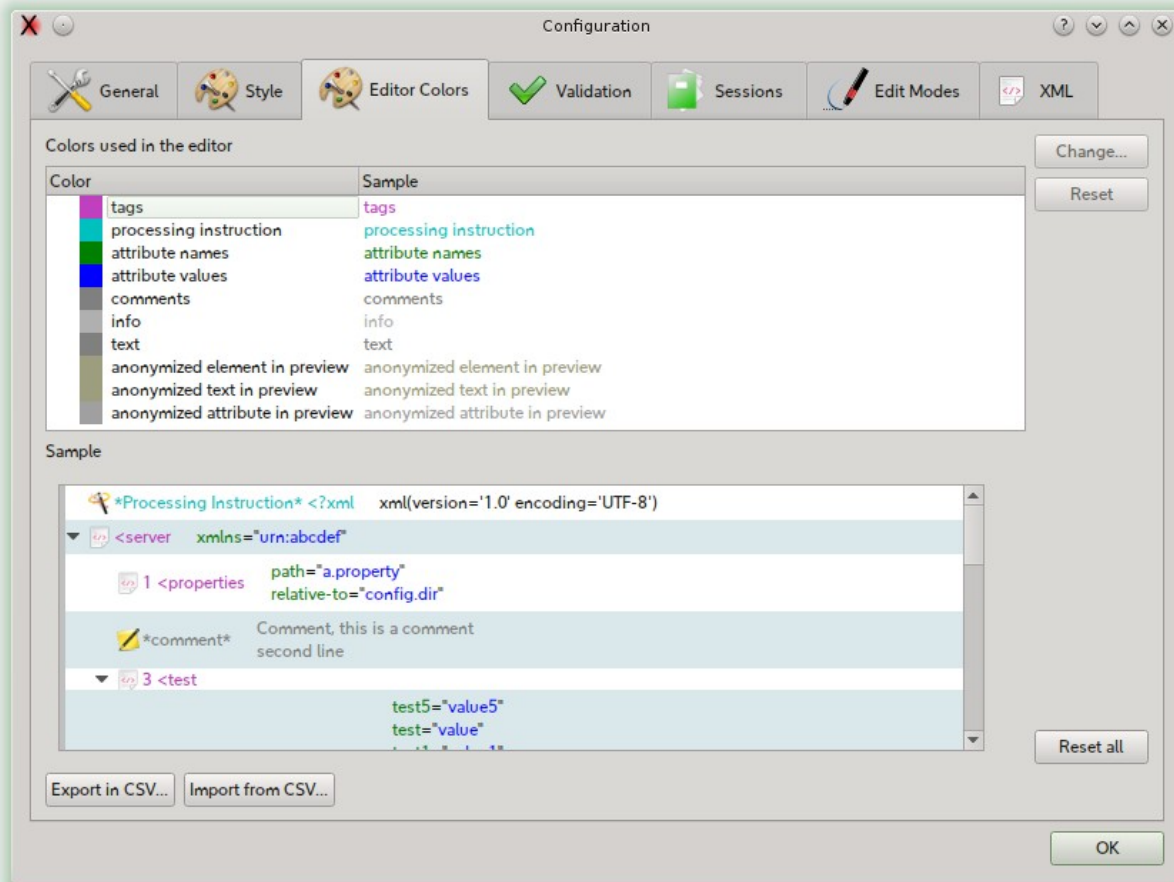 Configuration
General Style Editor Colors Validation Sessions Edit Modes XML
Colors used in the editor
Change...
Reset
Color Sample
tags tags
processing instruction processing instruction
attribute names attribute names
attribute values attribute values
comments comments
info info
text text
anonymized element in preview anonymized element in preview
anonymized text in preview anonymized text in preview
anonymized attribute in preview anonymized attribute in preview
Sample
*Processing Instruction* <?xml xml(version='1.0' encoding='UTF-8')
<server xmlns="urn:abcdef"
1 <properties path="a.property"
relative-to="config.dir"
*comment* Comment, this is a comment
second line
3 <test
test5="value5"
test="value"
Reset all
Export in CSV... Import from CSV...
OK